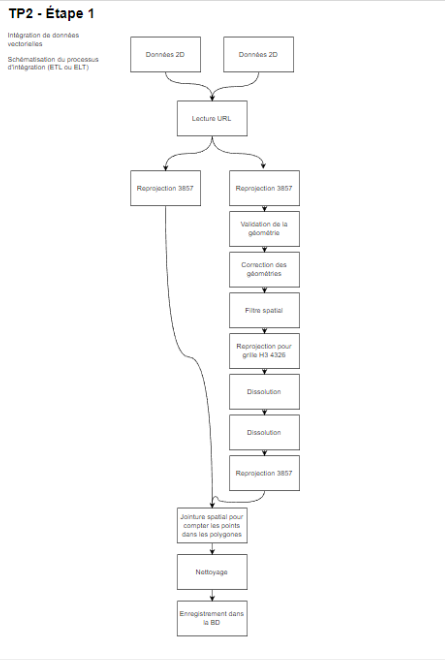 TP2 - Étape 1
Intégration de données
vectorielles
Schématisation du processus
d'intégration (ETL ou ELT)
Données 2D
Données 2D
Lecture URL
Reprojection 3857
Reprojection 3857
Validation de la
géométrie
Correction des
géométries
Filtre spatial
Reprojection pour
grille H3 4326
Dissolution
Dissolution
Reprojection 3857
Jointure spatial pour
compter les points
dans les polygones
Nettoyage
Enregistrement dans
le BD